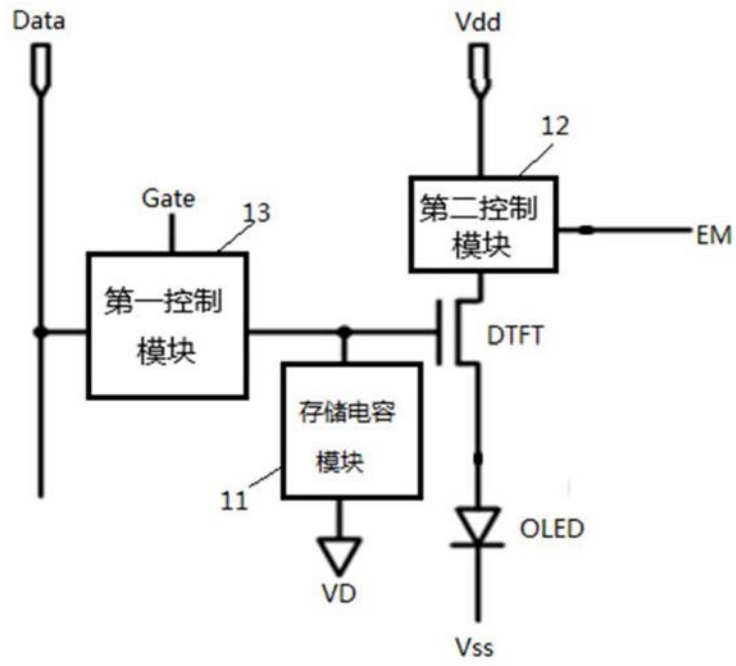 Data
Vdd
12
Gate
13
第二控制
模块
EM
第一控制
模块
DTFT
存储电容
模块
11
OLED
VD
Vss